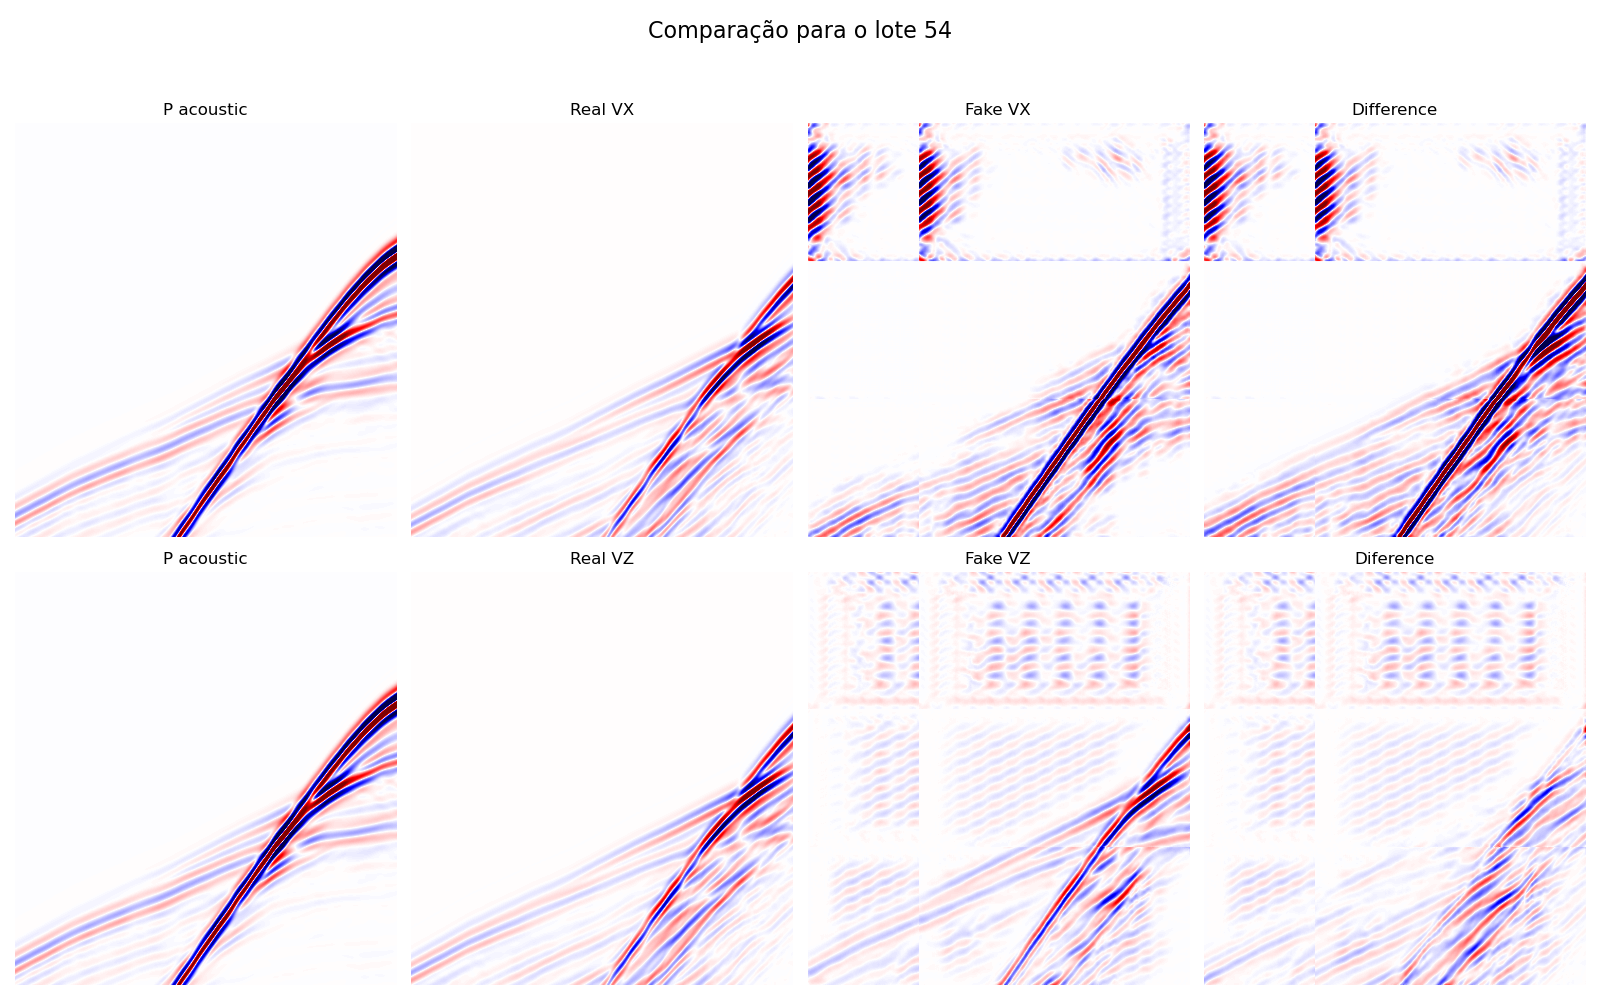 Comparação para o lote 54
P acoustic
Real VX
Fake VX
Difference
P acoustic
Real VZ
Fake VZ
Diference